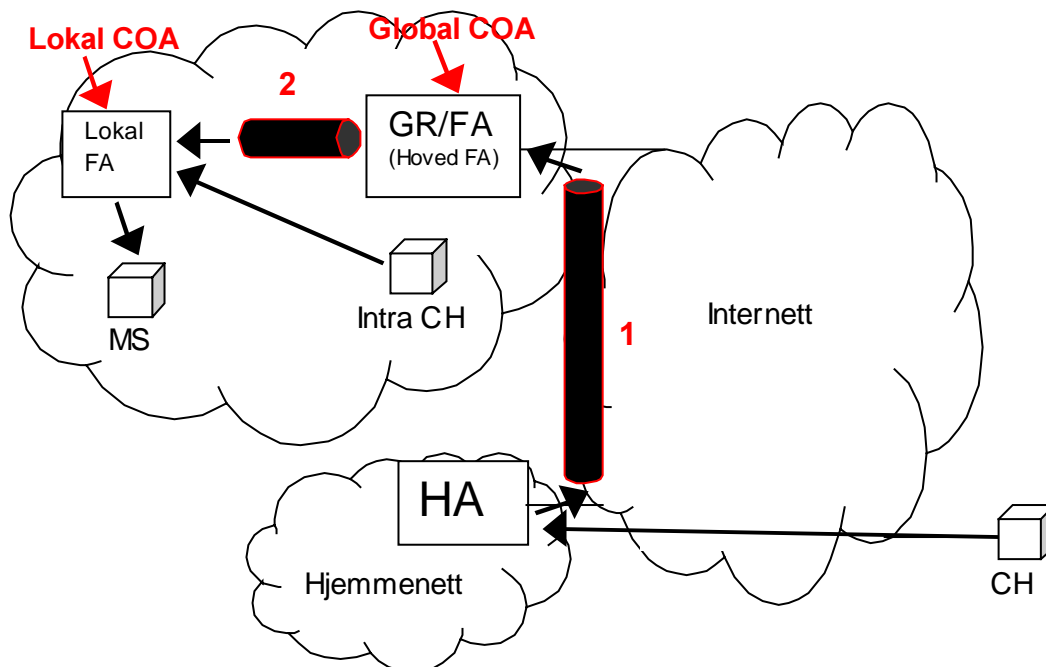 Lokal COA
Global COA
2
Lokal
FA
GR/FA
(Hoved FA)
MS
Intra CH
Internett
1
HA
Hjemmenett
CH